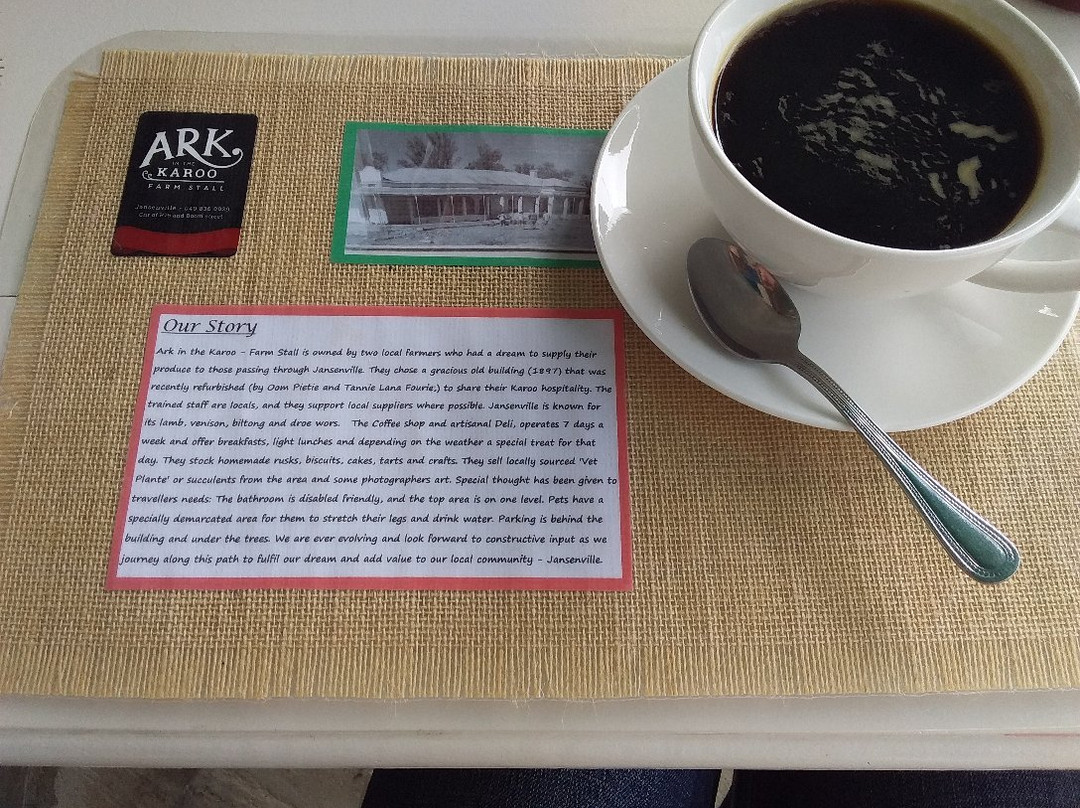 ARK.
IN THE
KAROO
FARM STALL
Our Story
Ark in the Karoo - Farm Stall is owned by two local farmers who had a dream to supply their
produce to those passing through Jansenville. They chose a gracious old building (1897) that was
recently refurbished (by Oom Pietie and Tannie Lana Fourie;) to share their Karoo hospitality. The
trained staff are locals, and they support local suppliers where possible. Jansenville is known for
its lamb, venison, biltong and droe wors. The Coffee shop and artisanal Deli, operates 7 days a
week and offer breakfasts, light lunches and depending on the weather a special treat for that
day. They stock homemade rusks, biscuits, cakes, tarts and crafts. They sell locally sourced 'Vet
Plante' or succulents from the area and some photographers art. Special thought has been given to
travellers needs: The bathroom is disabled friendly, and the top area is on one level. Pets have a
specially demarcated area for them to stretch their legs and drink water. Parking is behind the
building and under the trees. We are ever evolving and look forward to constructive input as we
journey along this path to fulfil our dream and add value to our local community - Jansenville.